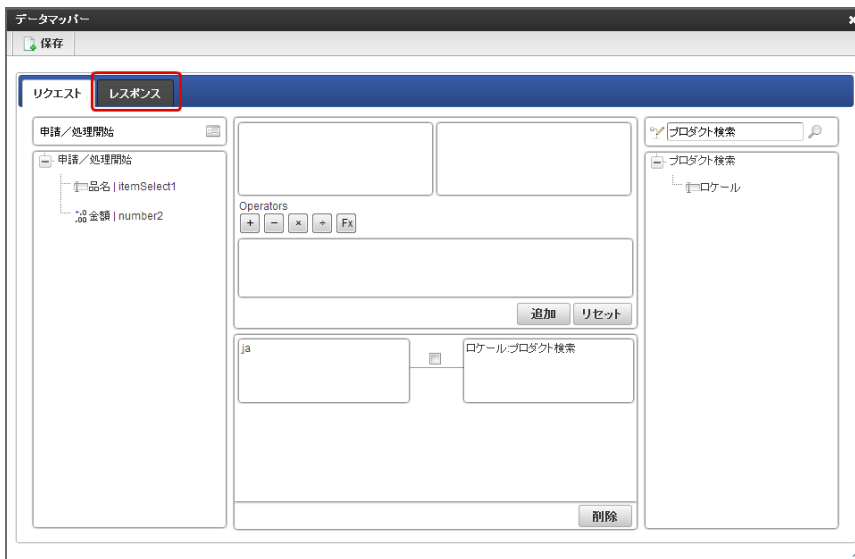 データマッパー
保存
リクエスト
レスポンス
申請／処理開始
申請／処理開始
品名 | itemSelect1
金額 | number2
Operators
+ − × ÷ Fx
追加 リセット
ja
ロケール:プロダクト検索
削除
プロダクト検索
プロダクト検索
ロケール